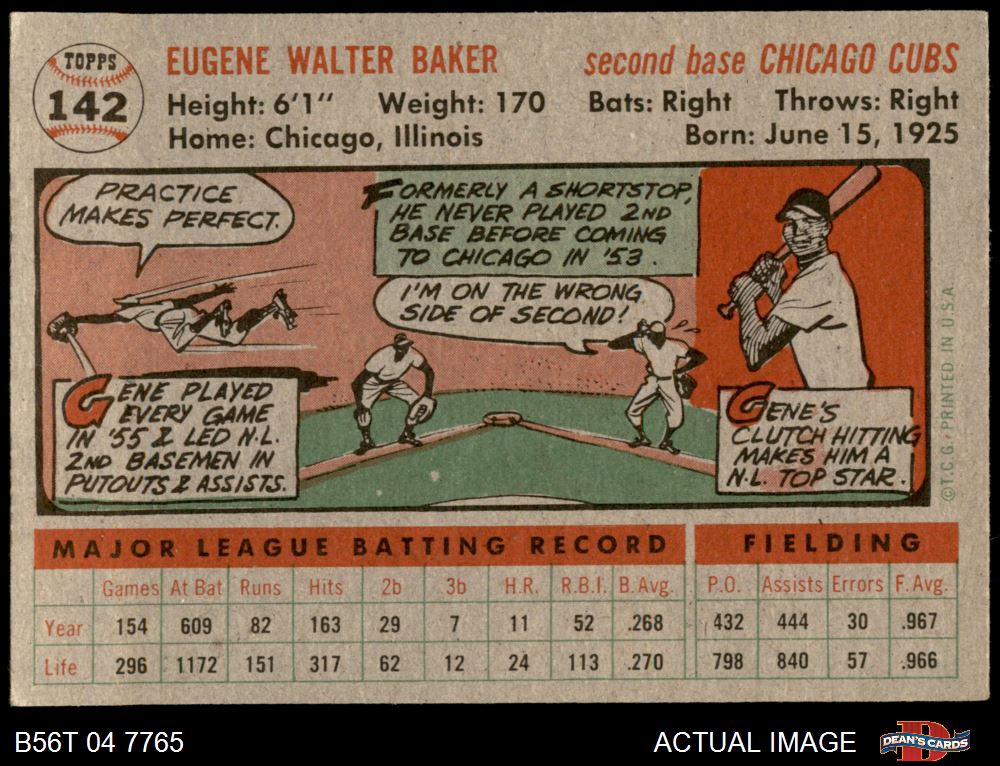 TOPPS
142
EUGENE WALTER BAKER
second base CHICAGO CUBS
Height: 6'1" Weight: 170 Bats: Right Throws: Right
Home: Chicago, Illinois Born: June 15, 1925
PRACTICE
MAKES PERFECT.
GENE PLAYED
EVERY GAME
IN '55 & LED N.L.
2ND BASEMEN IN
PUTOUTS & ASSISTS.
FORMERLY A SHORTSTOP,
HE NEVER PLAYED 2ND
BASE BEFORE COMING
TO CHICAGO IN '53.
I'M ON THE WRONG
SIDE OF SECOND!
GENE'S
CLUTCH HITTING
MAKES HIM A
N.L. TOP STAR.
©T.C.G. PRINTED IN U.S.A.
MAJOR LEAGUE BATTING RECORD FIELDING
Games At Bat Runs Hits 2b 3b H.R. R.B.I. B. Avg. P.O. Assists Errors F. Avg.
Year 154 609 82 163 29 7 11 52 .268 432 444 30 .967
Life 296 1172 151 317 62 12 24 113 .270 798 840 57 .966
B56T 04 7765 ACTUAL IMAGE DEAN'S CARDS